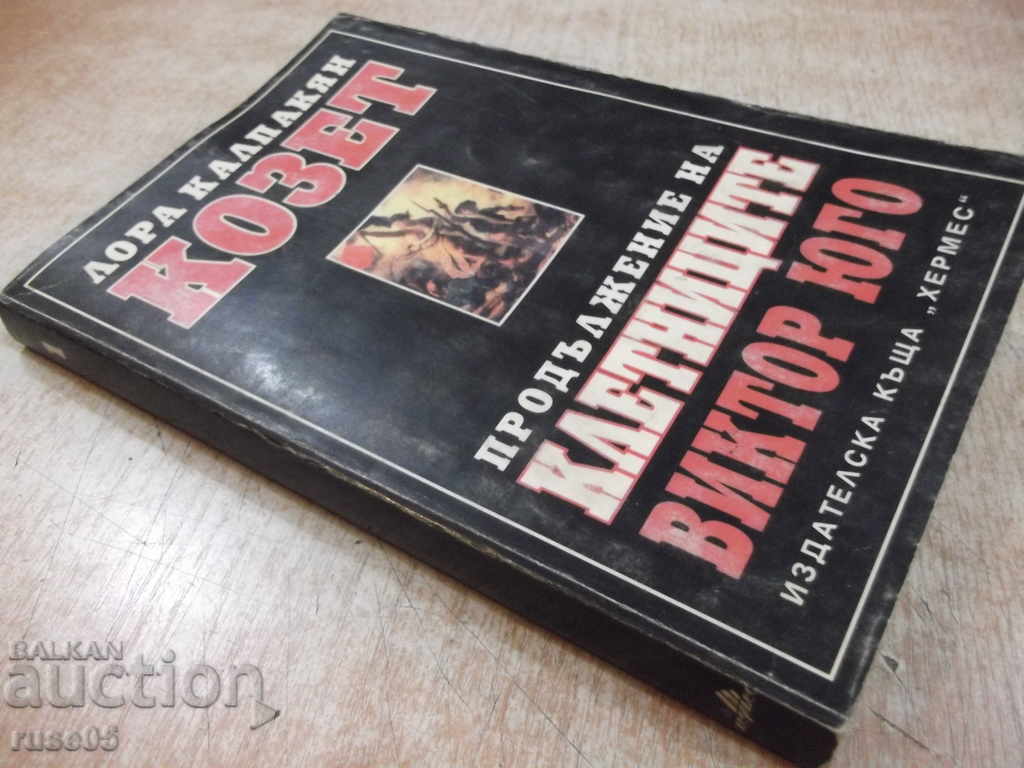 ЛОРА КАЛПАКЯН
КОЗЕТ
ПРОДЪЛЖЕНИЕ НА
КЛЕТНИЦИТЕ
ВИКТОР ЮГО
ИЗДАТЕЛСКА КЪЩА „ХЕРМЕС“
BALKAN
auction
ruse05